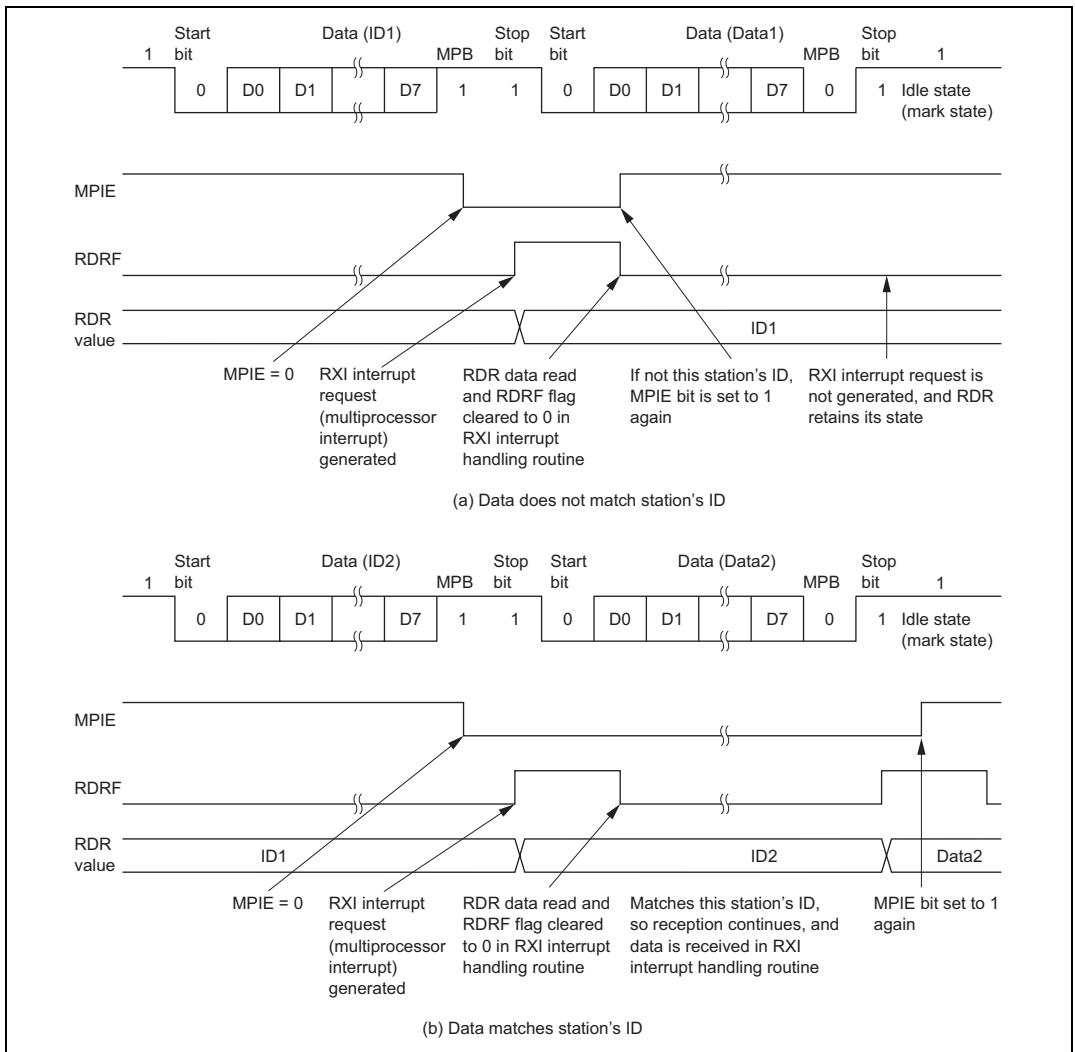 Start bit Data (ID1) Stop bit Start bit Data (Data1) Stop bit
1 MPB MPB 1
0 D0 D1 D7 1 1 0 D0 D1 D7 0 1 Idle state (mark state)
MPIE
RDRF
RDR value
ID1
MPIE = 0
RXI interrupt
request
(multiprocessor
interrupt)
generated
RDR data read
and RDRF flag
cleared to 0 in
RXI interrupt
handling routine
If not this station's ID,
MPIE bit is set to 1
again
RXI interrupt request is
not generated, and RDR
retains its state
(a) Data does not match station's ID
Start bit Data (ID2) Stop bit Start bit Data (Data2) Stop bit
1 MPB MPB 1
0 D0 D1 D7 1 1 0 D0 D1 D7 0 1 Idle state (mark state)
MPIE
RDRF
RDR value
ID1 ID2 Data2
MPIE = 0
RXI interrupt
request
(multiprocessor
interrupt)
generated
RDR data read and
RDRF flag cleared
to 0 in RXI interrupt
handling routine
Matches this station's ID,
so reception continues, and
data is received in RXI
interrupt handling routine
MPIE bit set to 1
again
(b) Data matches station's ID